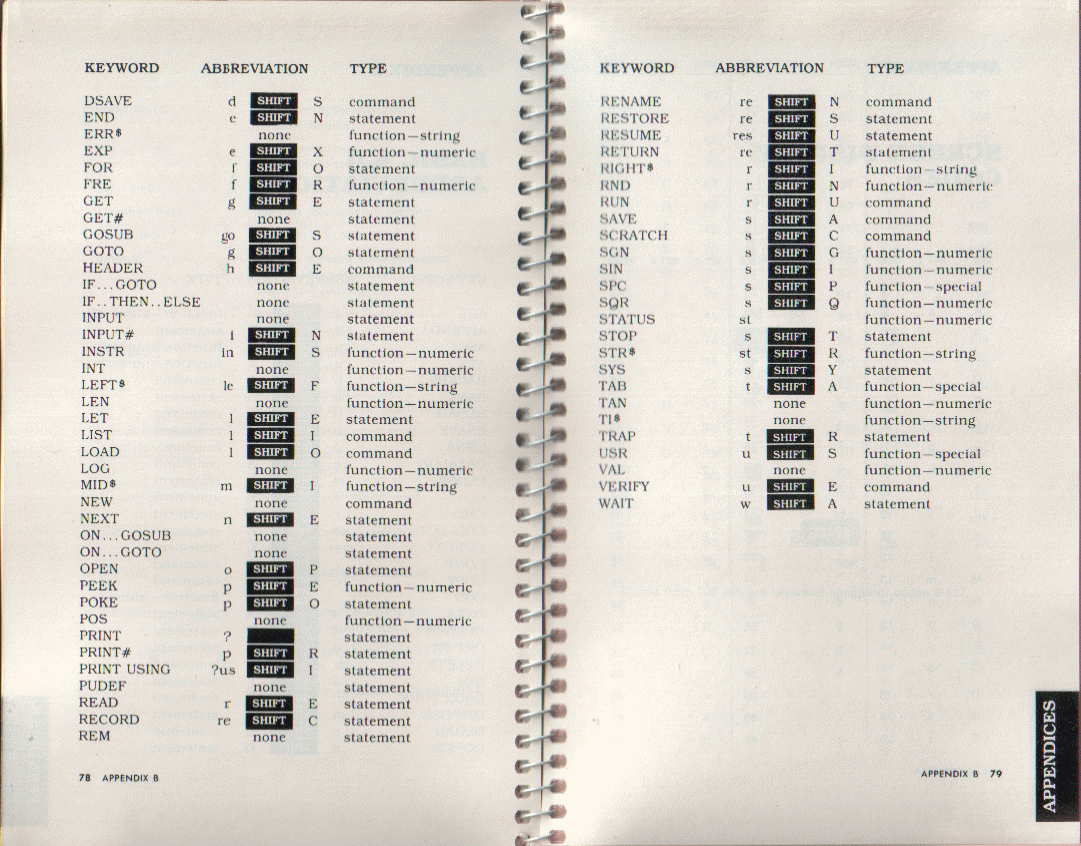 KEYWORD ABBREVIATION TYPE
DSAVE d SHIFT S command
END e SHIFT N statement
ERR$ none function—string
EXP e SHIFT X function—numeric
FOR f SHIFT O statement
FRE f SHIFT R function—numeric
GET g SHIFT E statement
GET# none statement
GOSUB go SHIFT S statement
GOTO g SHIFT O statement
HEADER h SHIFT E command
IF...GOTO none statement
IF..THEN..ELSE none statement
INPUT none statement
INPUT# i SHIFT N statement
INSTR in SHIFT S function—numeric
INT none function—numeric
LEFT$ le SHIFT F function—string
LEN none function—numeric
LET l SHIFT E statement
LIST l SHIFT I command
LOAD l SHIFT O command
LOG none function—numeric
MID$ m SHIFT I function—string
NEW none command
NEXT n SHIFT E statement
ON...GOSUB none statement
ON...GOTO none statement
OPEN o SHIFT P statement
PEEK p SHIFT E function—numeric
POKE p SHIFT O statement
POS none function—numeric
PRINT ? statement
PRINT# p SHIFT R statement
PRINT USING ?us SHIFT I statement
PUDEF none statement
READ r SHIFT E statement
RECORD re SHIFT C statement
REM none statement
78 APPENDIX B
KEYWORD ABBREVIATION TYPE
RENAME re SHIFT N command
RESTORE re SHIFT S statement
RESUME res SHIFT U statement
RETURN re SHIFT T statement
RIGHT$ r SHIFT I function—string
RND r SHIFT N function—numeric
RUN r SHIFT U command
SAVE s SHIFT A command
SCRATCH s SHIFT C command
SGN s SHIFT G function—numeric
SIN s SHIFT I function—numeric
SPC s SHIFT P function—special
SQR s SHIFT Q function—numeric
STATUS st function—numeric
STOP s SHIFT T statement
STR$ st SHIFT R function—string
SYS s SHIFT Y statement
TAB t SHIFT A function—special
TAN none function—numeric
TI$ none function—string
TRAP t SHIFT R statement
USR u SHIFT S function—special
VAL none function—numeric
VERIFY u SHIFT E command
WAIT w SHIFT A statement
APPENDIX B 79
APPENDICES